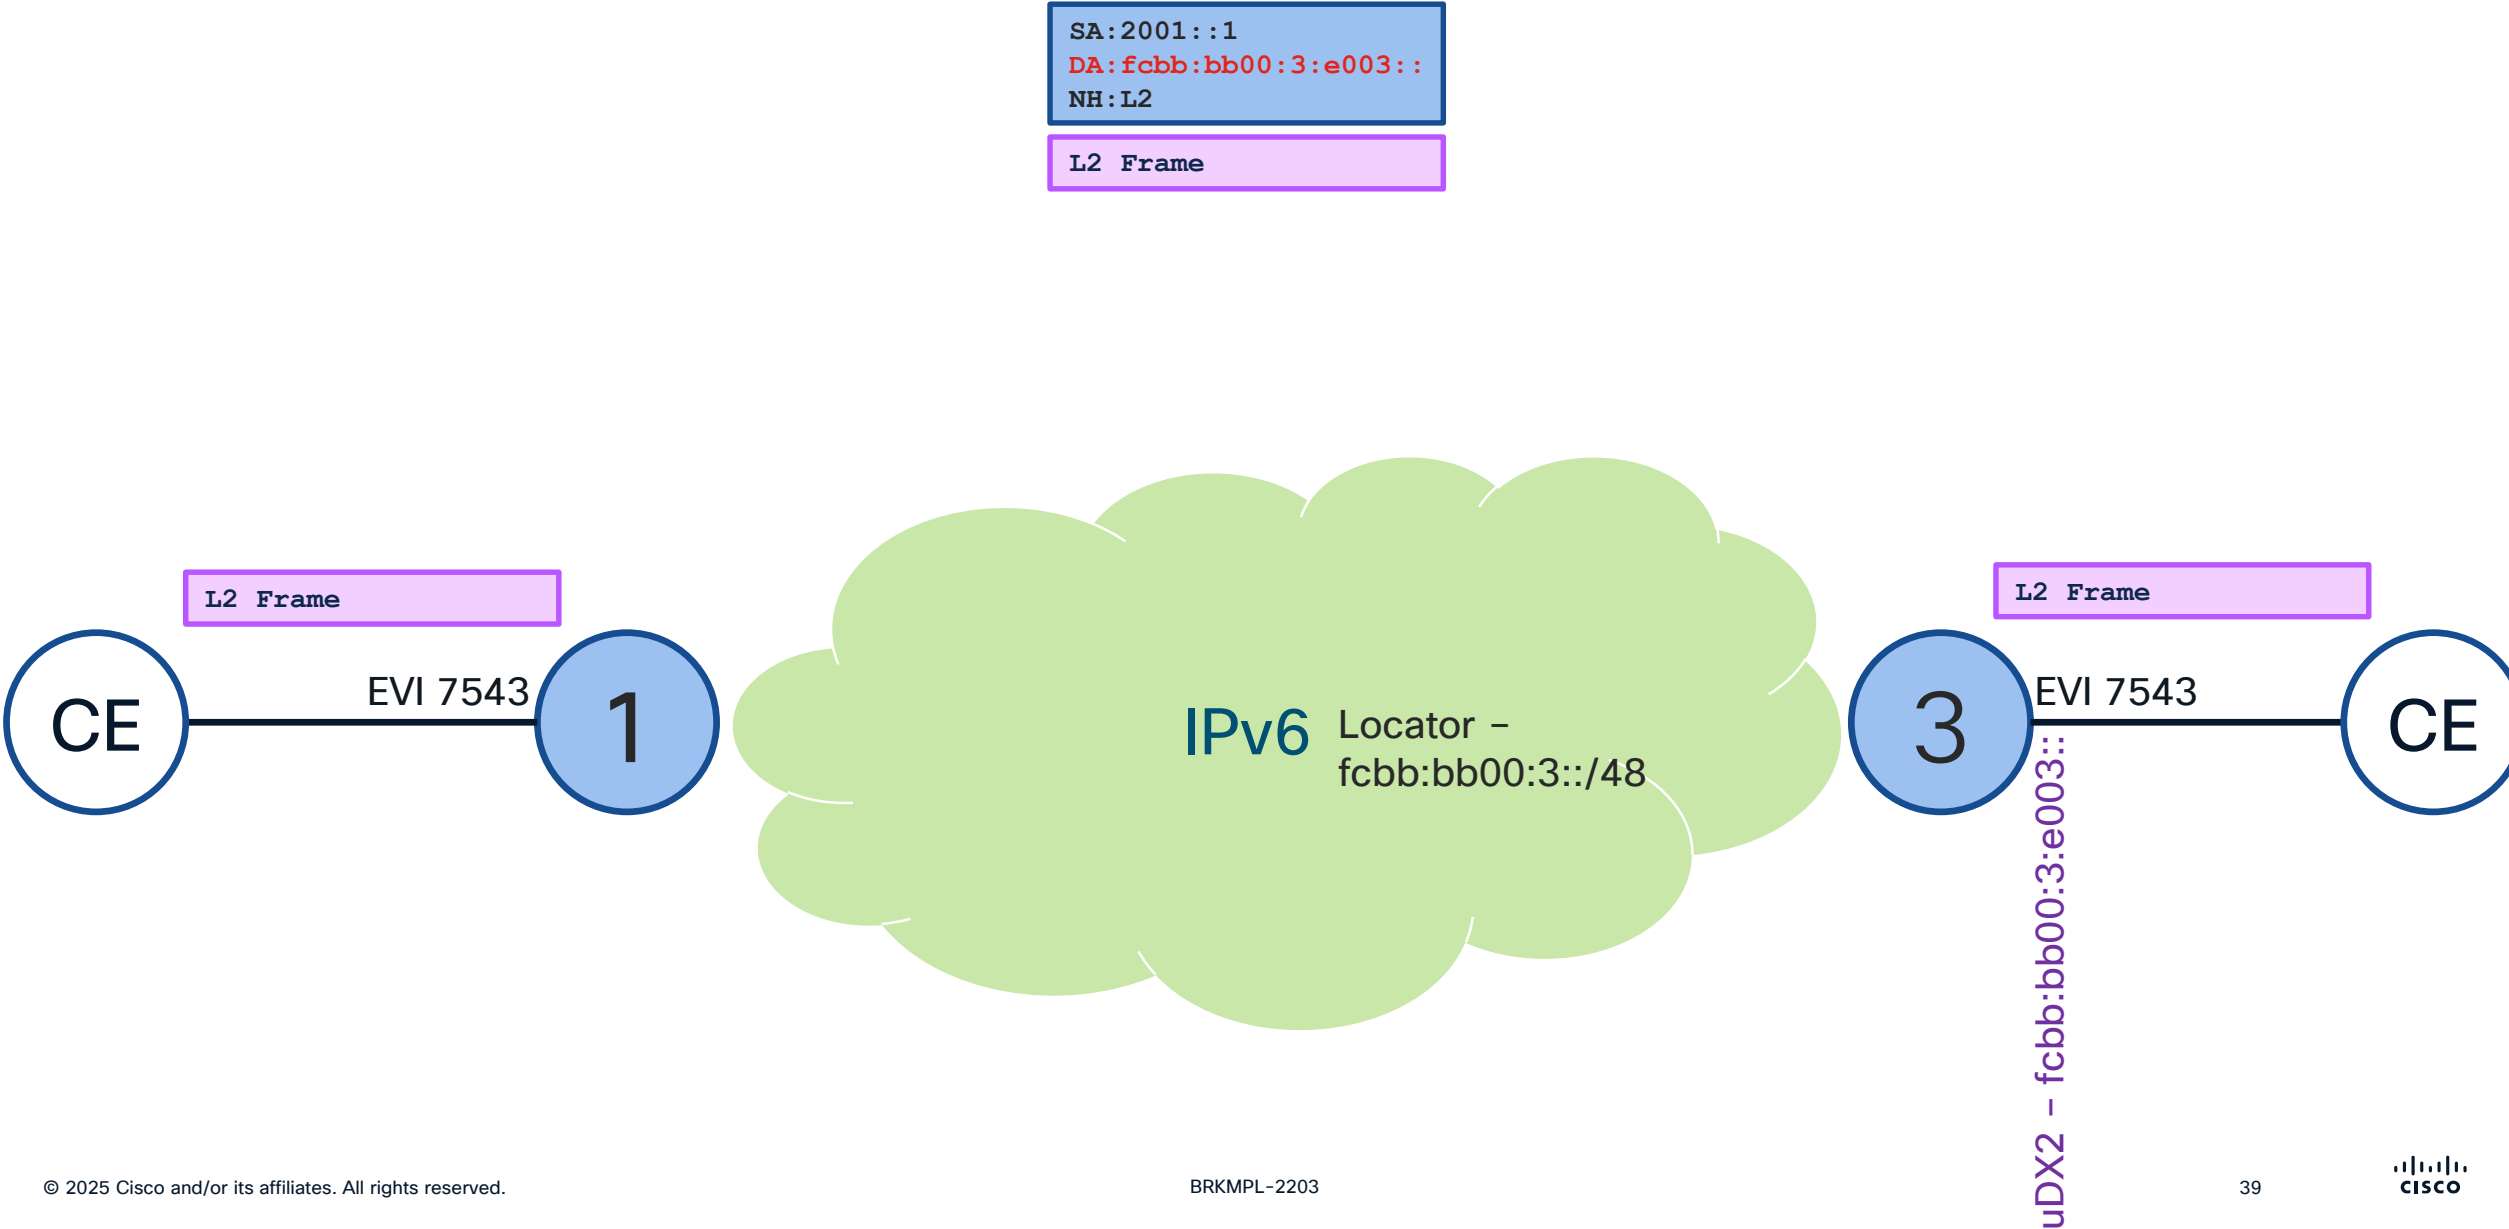 SA:2001::1
DA:fcbb:bb00:3:e003::
NH:L2
L2 Frame
L2 Frame
L2 Frame
CE
EVI 7543
1
IPv6
Locator –
fcbb:bb00:3::/48
3
EVI 7543
CE
uDX2 – fcbb:bb00:3:e003::
© 2025 Cisco and/or its affiliates. All rights reserved.
BRKMPL-2203
39
CISCO